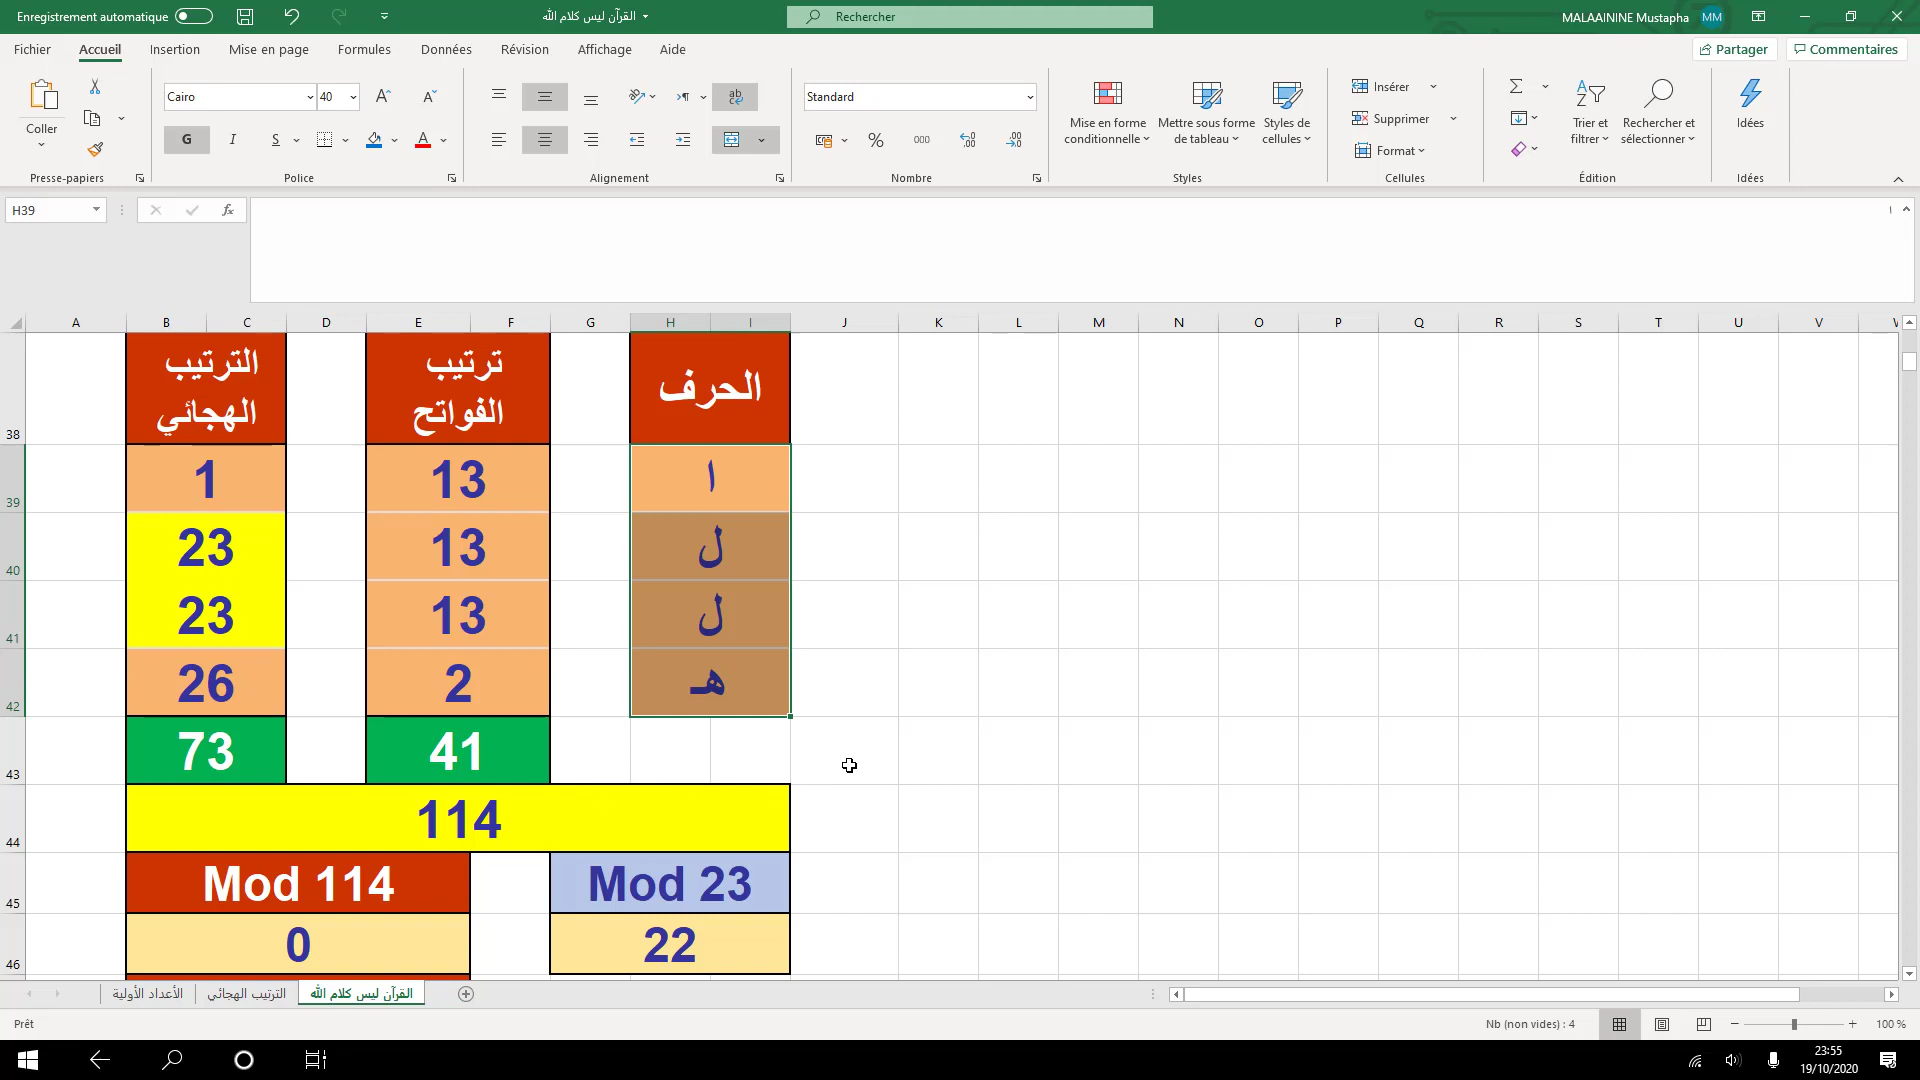 Enregistrement automatique
القرآن ليس كلام الله
Rechercher
MALAAININE Mustapha
MM
Fichier
Accueil
Insertion
Mise en page
Formules
Données
Révision
Affichage
Aide
Partager
Commentaires
Coller
Presse-papiers
Cairo
40
G
I
S
Police
Alignement
Standard
%
000
Nombre
Mise en forme
conditionnelle
Mettre sous forme
de tableau
Styles de
cellules
Styles
Insérer
Supprimer
Format
Cellules
Trier et
filtrer
Rechercher et
sélectionner
Édition
Idées
Idées
H39
fx
ا
A B C D E F G H I J K L M N O P Q R S T U V
الترتيب
الهجائي
ترتيب
الفواتح
الحرف
38
1 13 ا
39
23 13 ل
40
23 13 ل
41
26 2 هـ
42
73 41
43
114
44
Mod 114 Mod 23
45
0 22
46
الأعداد الأولية
الترتيب الهجائي
القرآن ليس كلام الله
Prêt
Nb (non vides) : 4
100 %
23:55
19/10/2020